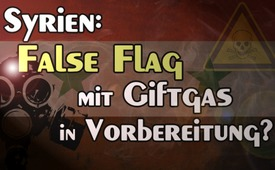 Syrien:
False Flag
mit Giftgas
in Vorbereitung?